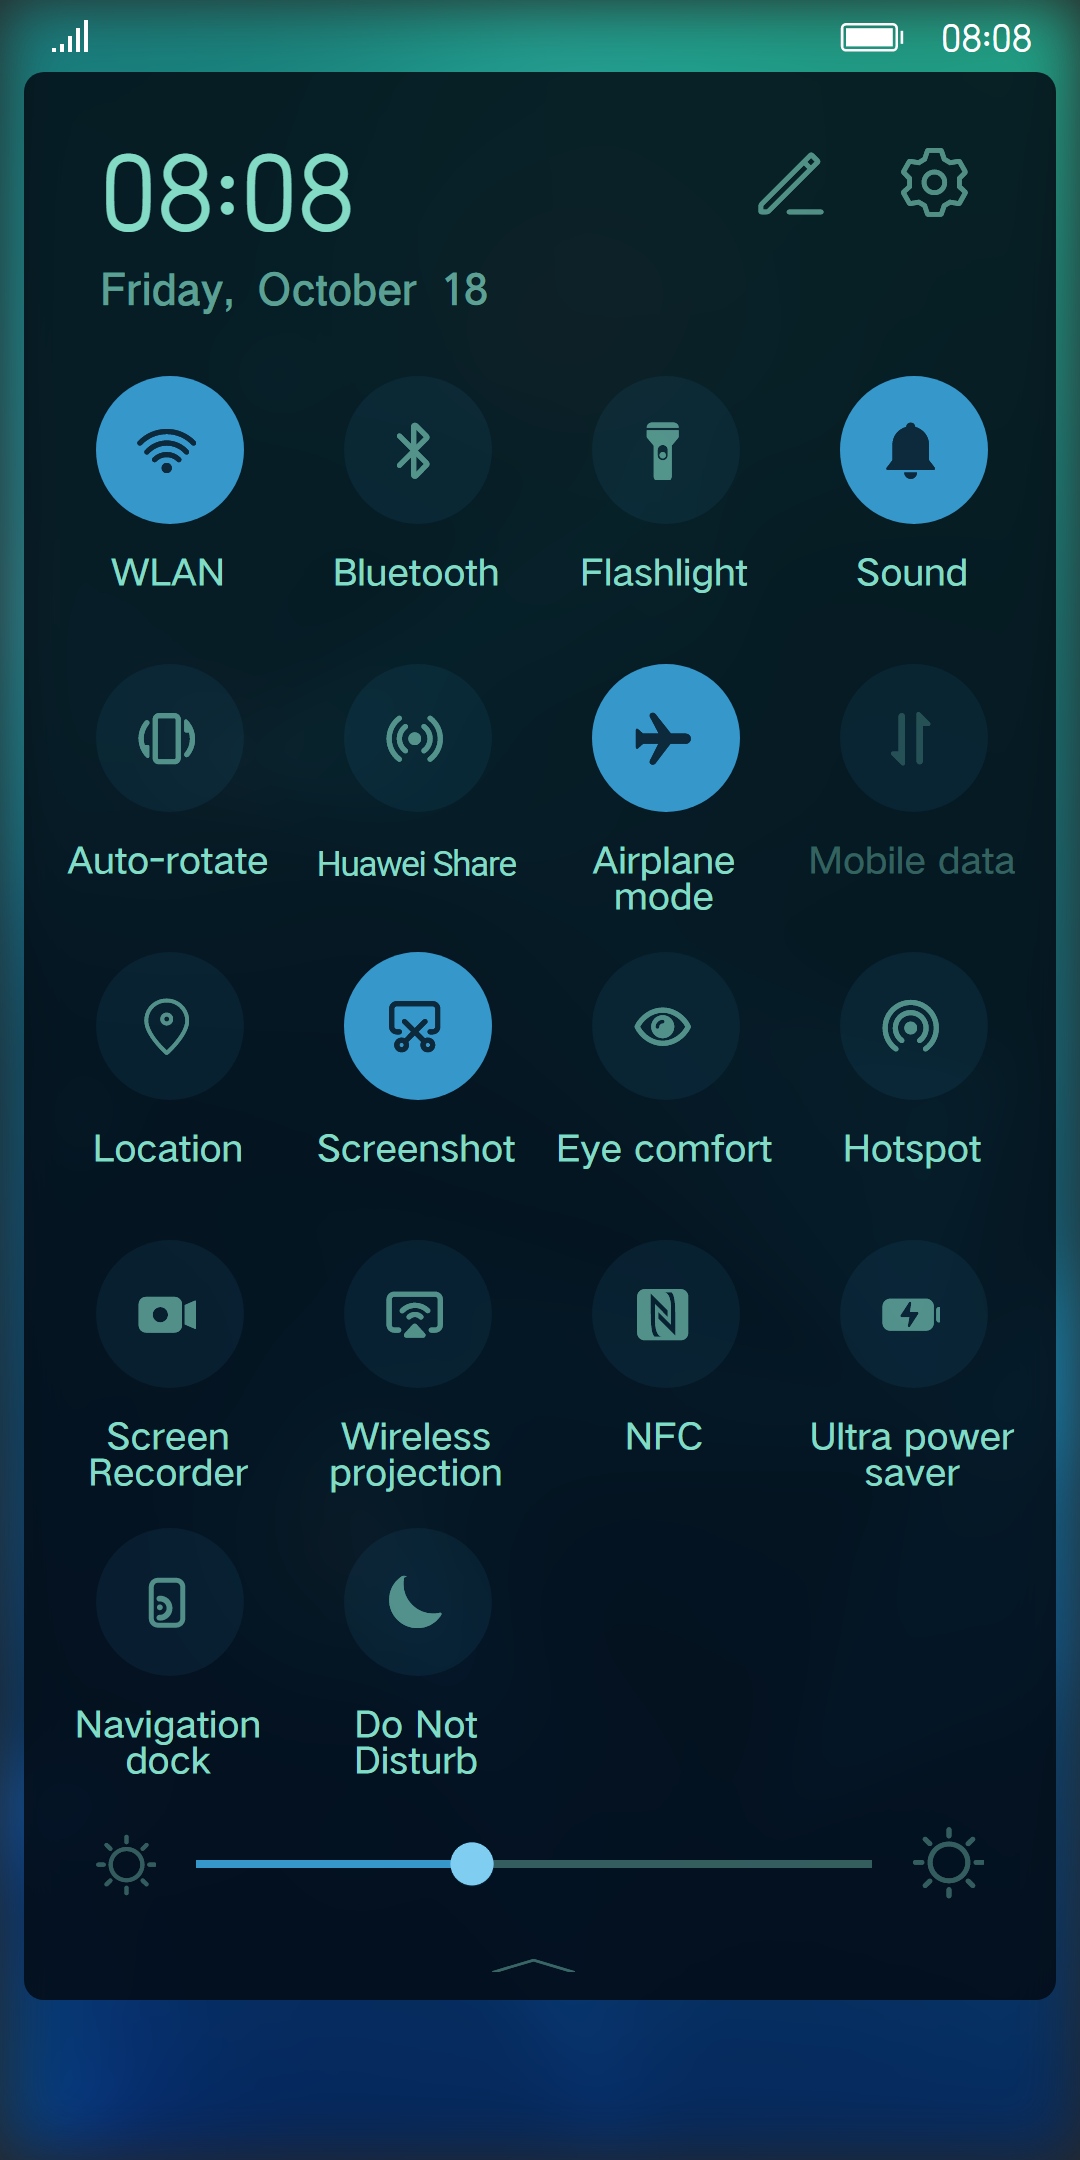 08:08
08:08
Friday, October 18
WLAN
Bluetooth
Flashlight
Sound
Auto-rotate
Huawei Share
Airplane
mode
Mobile data
Location
Screenshot
Eye comfort
Hotspot
Screen
Recorder
Wireless
projection
NFC
Ultra power
saver
Navigation
dock
Do Not
Disturb